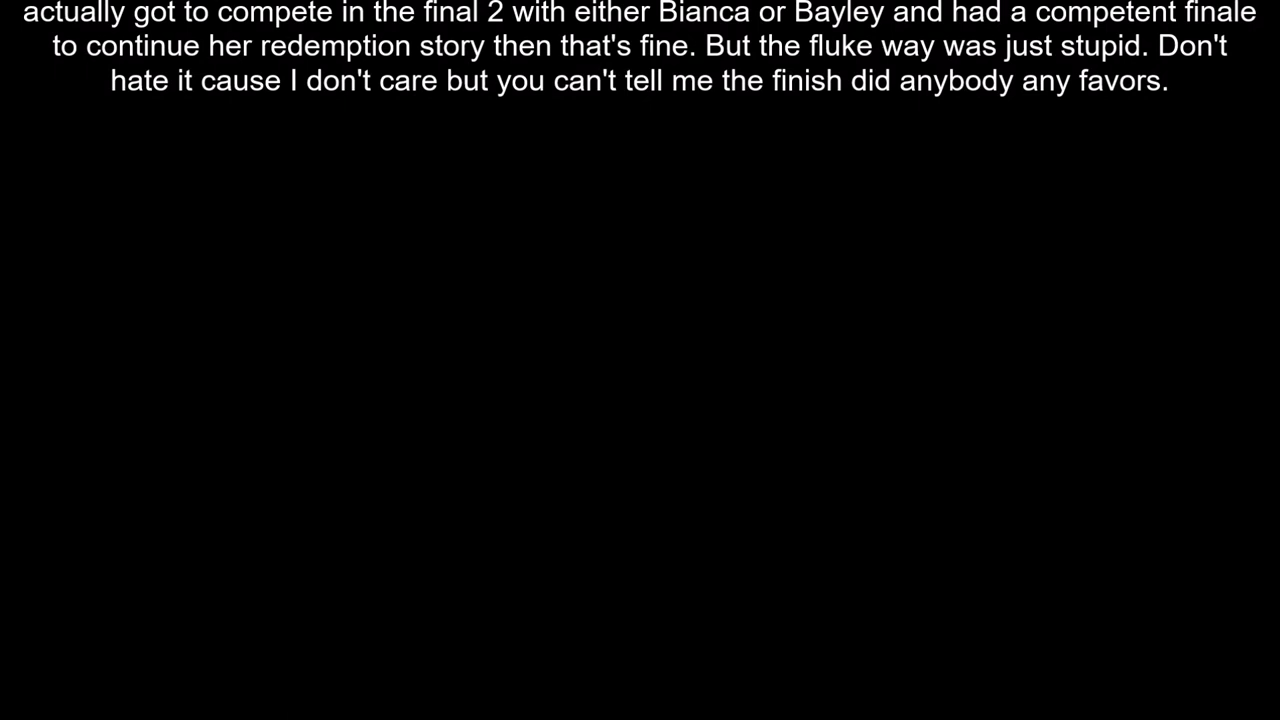 actually got to compete in the final 2 with either Bianca or Bayley and had a competent finale
to continue her redemption story then that's fine. But the fluke way was just stupid. Don't
hate it cause I don't care but you can't tell me the finish did anybody any favors.